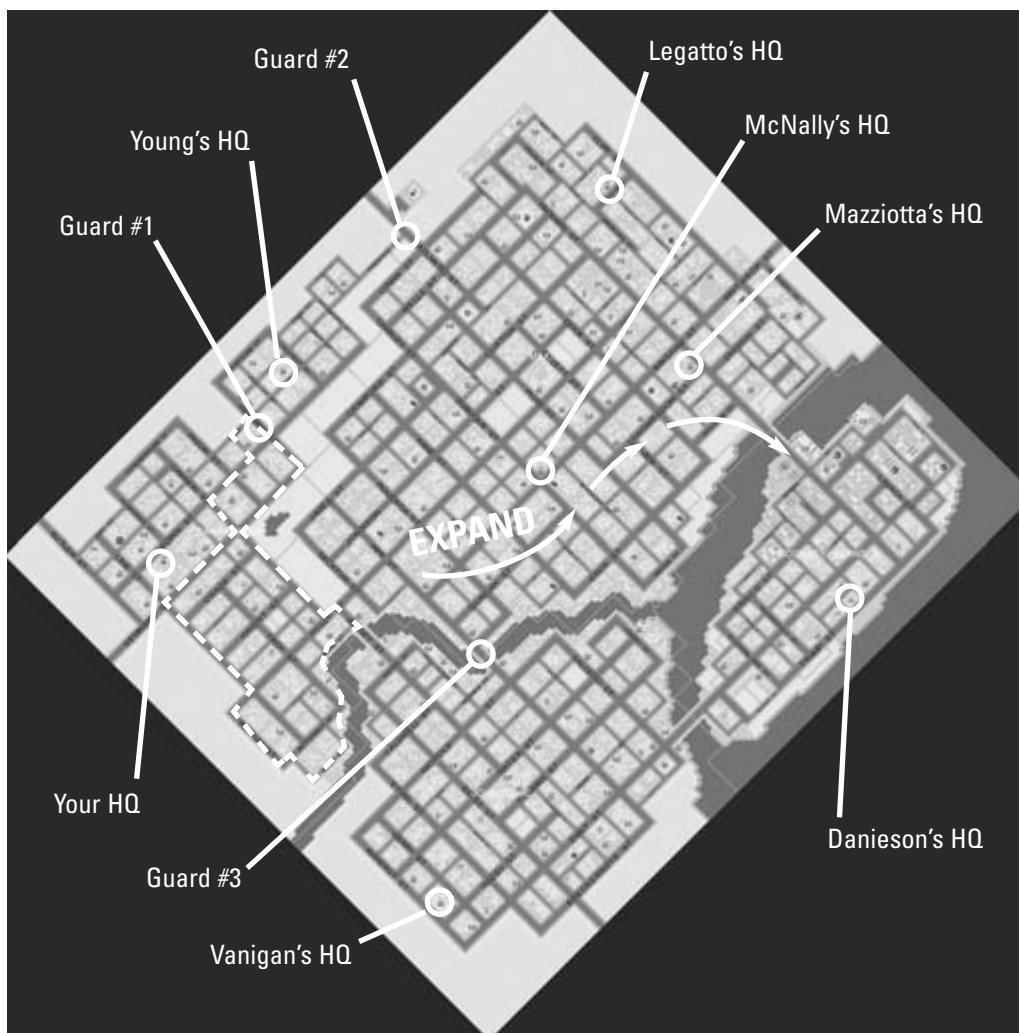 Guard #2
Legatto's HQ
Young's HQ
McNally's HQ
Guard #1
Mazziotta's HQ
EXPAND
Your HQ
Danieson's HQ
Guard #3
Vanigan's HQ